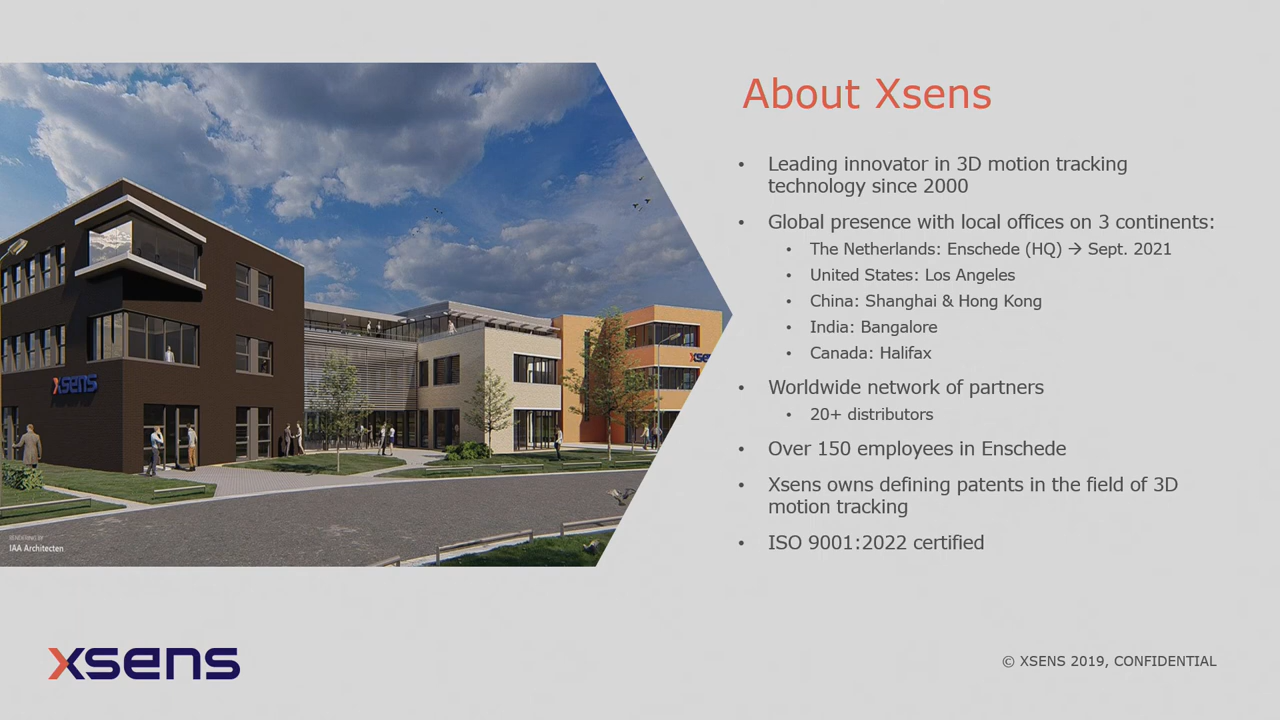 About Xsens
• Leading innovator in 3D motion tracking
technology since 2000
• Global presence with local offices on 3 continents:
• The Netherlands: Enschede (HQ) → Sept. 2021
• United States: Los Angeles
• China: Shanghai & Hong Kong
• India: Bangalore
• Canada: Halifax
• Worldwide network of partners
• 20+ distributors
• Over 150 employees in Enschede
• Xsens owns defining patents in the field of 3D
motion tracking
• ISO 9001:2022 certified
xsens
xsens
RENDERING BY
IAA Architecten
xsens
© XSENS 2019, CONFIDENTIAL